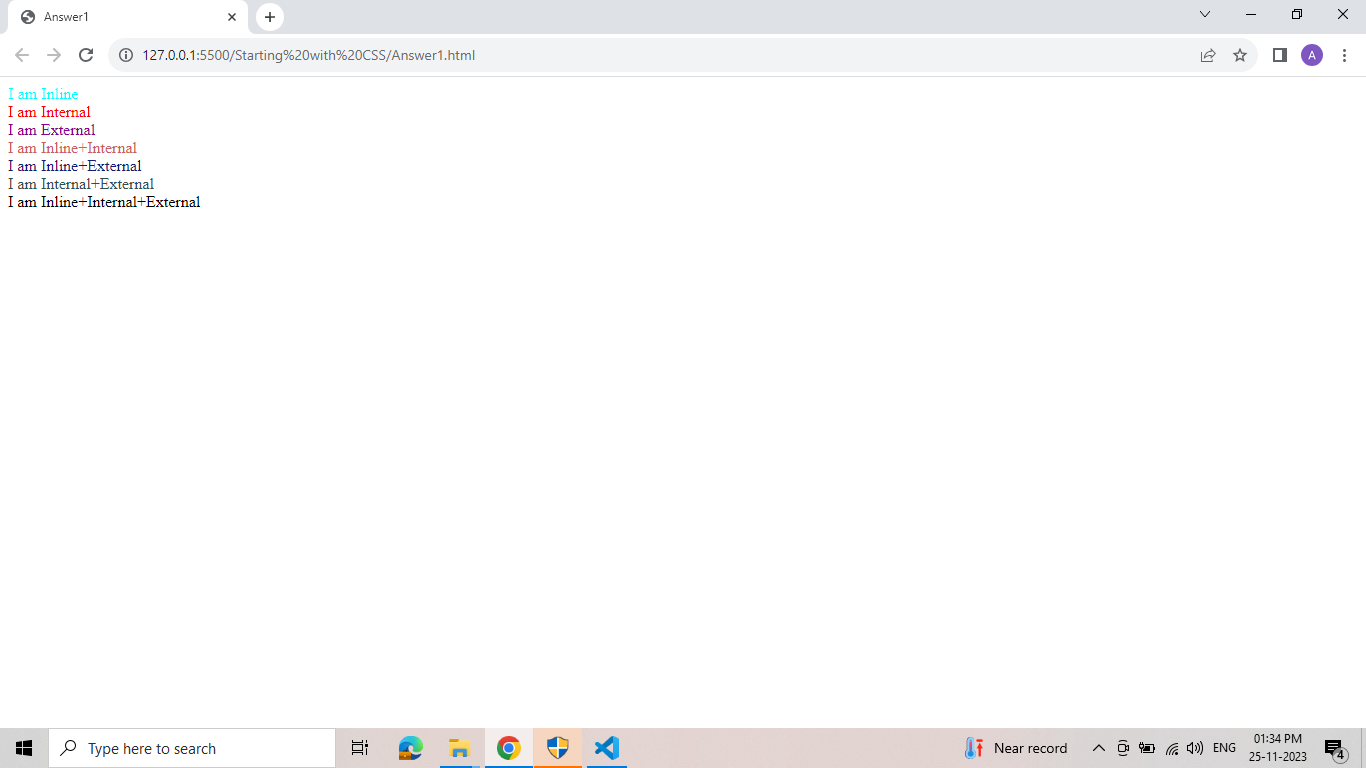 Answer1
127.0.0.1:5500/Starting%20with%20CSS/Answer1.html
A
I am Inline
I am Internal
I am External
I am Inline+Internal
I am Inline+External
I am Internal+External
I am Inline+Internal+External
Type here to search
Near record
ENG
01:34 PM
25-11-2023
4